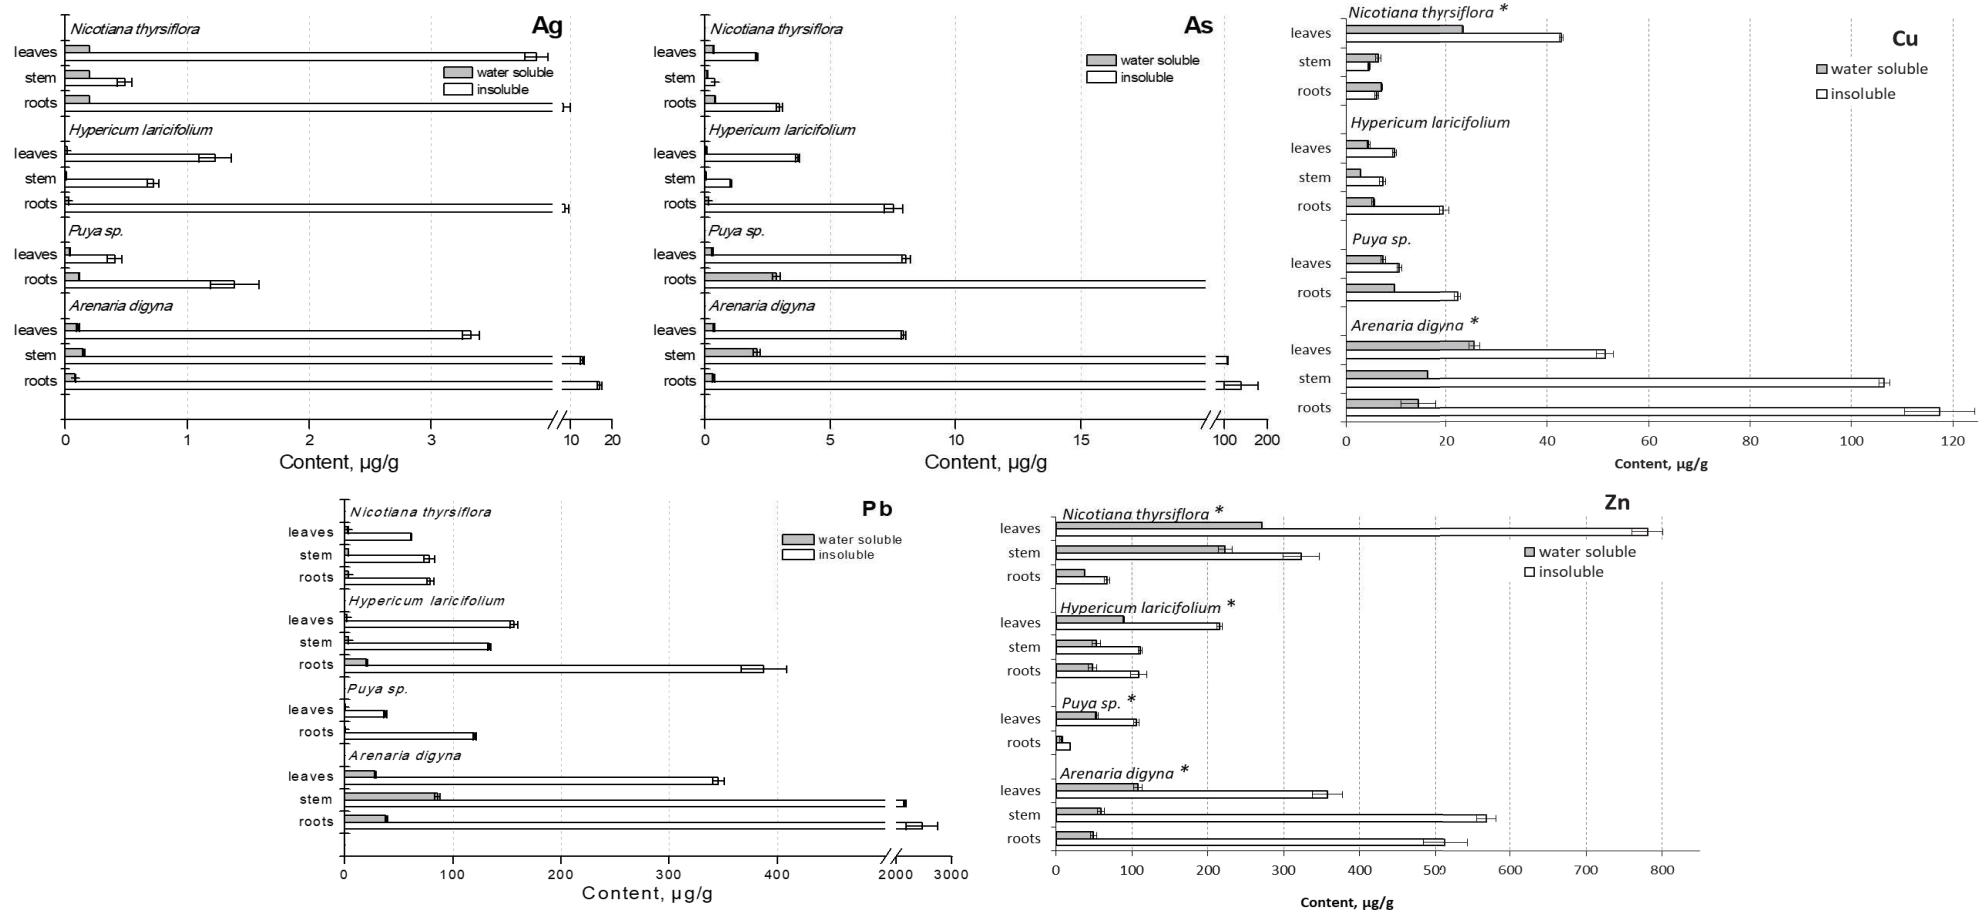 Ag
Nicotiana thyrsiflora
leaves
stem
roots
Hypericum laricifolium
leaves
stem
roots
Puya sp.
leaves
roots
Arenaria digyna
leaves
stem
roots
water soluble
insoluble
0 1 2 3 10 20
Content, µg/g
As
Nicotiana thyrsiflora
leaves
stem
roots
Hypericum laricifolium
leaves
stem
roots
Puya sp.
leaves
roots
Arenaria digyna
leaves
stem
roots
water soluble
insoluble
0 5 10 15 100 200
Content, µg/g
Cu
Nicotiana thyrsiflora *
leaves
stem
roots
Hypericum laricifolium
leaves
stem
roots
Puya sp.
leaves
roots
Arenaria digyna *
leaves
stem
roots
water soluble
insoluble
0 20 40 60 80 100 120
Content, µg/g
Pb
Nicotiana thyrsiflora
leaves
stem
roots
Hypericum laricifolium
leaves
stem
roots
Puya sp.
leaves
roots
Arenaria digyna
leaves
stem
roots
water soluble
insoluble
0 100 200 400 2000 3000
Content, µg/g
Zn
Nicotiana thyrsiflora *
leaves
stem
roots
Hypericum laricifolium *
leaves
stem
roots
Puya sp. *
leaves
roots
Arenaria digyna *
leaves
stem
roots
water soluble
insoluble
0 100 200 300 400 500 600 700 800
Content, µg/g